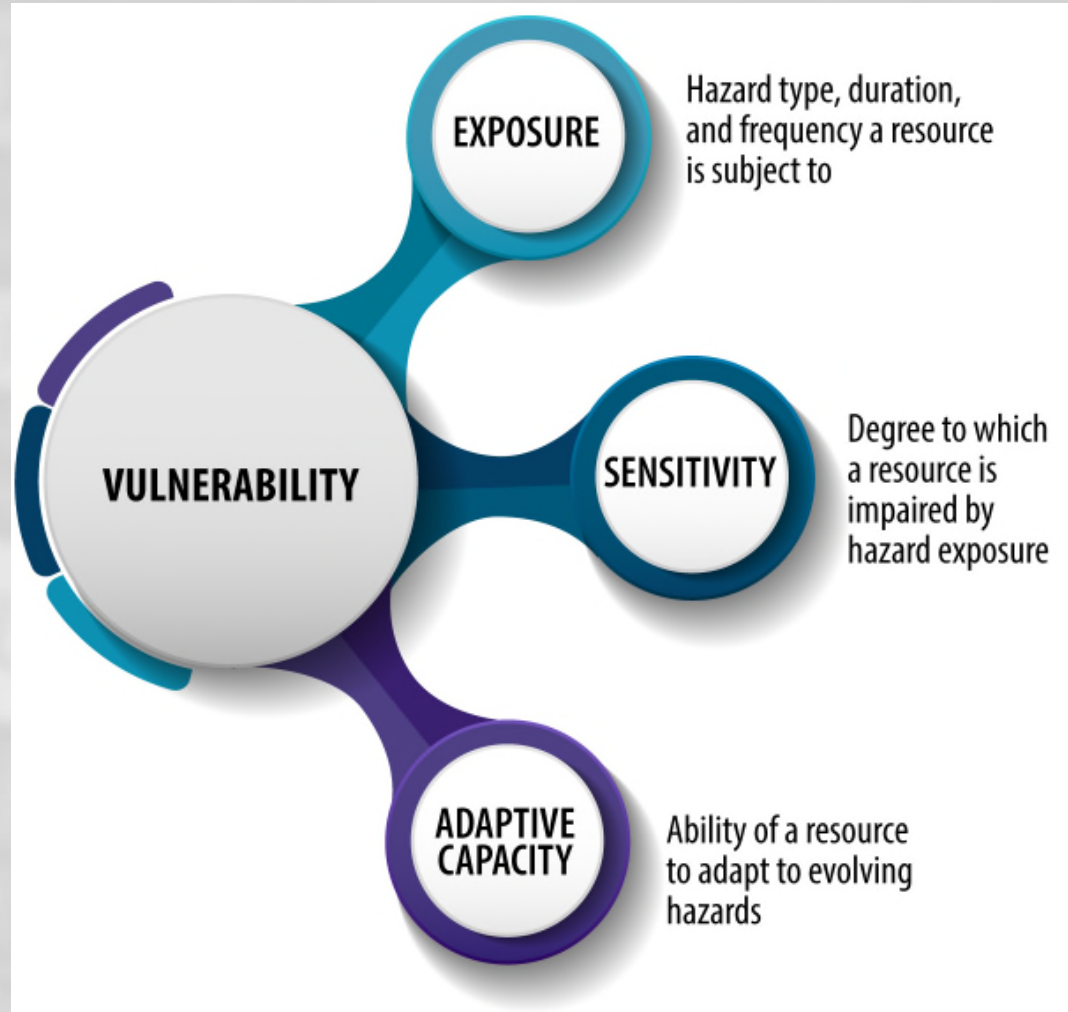 EXPOSURE
Hazard type, duration,
and frequency a resource
is subject to
VULNERABILITY
SENSITIVITY
Degree to which
a resource is
impaired by
hazard exposure
ADAPTIVE
CAPACITY
Ability of a resource
to adapt to evolving
hazards